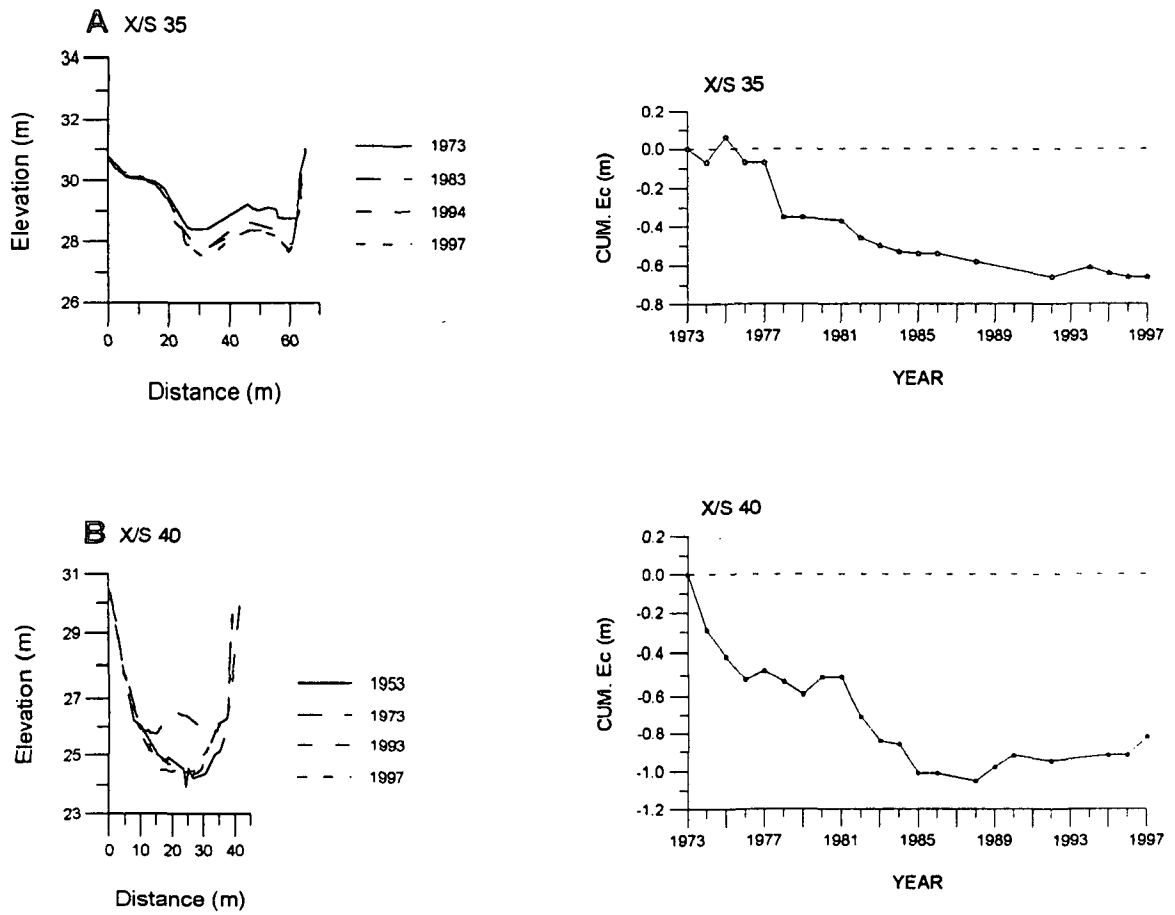 A X/S 35
34
32
30
28
26
Elevation (m)
0 20 40 60
Distance (m)
1973
1983
1994
1997
X/S 35
0.2
0.0
-0.2
-0.4
-0.6
-0.8
CUM. Ec (m)
1973 1977 1981 1985 1989 1993 1997
YEAR
B X/S 40
31
29
27
25
23
Elevation (m)
0 10 20 30 40
Distance (m)
1953
1973
1993
1997
X/S 40
0.2
0.0
-0.2
-0.4
-0.6
-0.8
-1.0
-1.2
CUM. Ec (m)
1973 1977 1981 1985 1989 1993 1997
YEAR